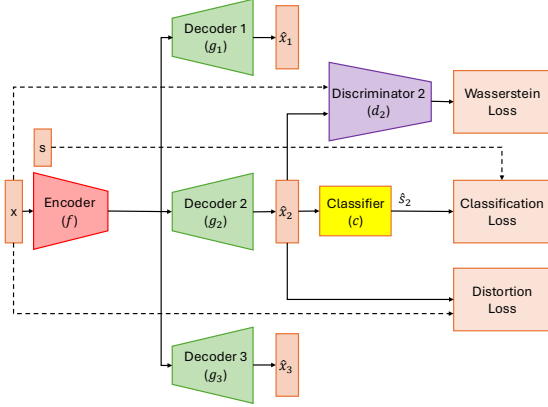 Decoder 1
(g₁)
x̂₁
Discriminator 2
(d₂)
Wasserstein
Loss
s
x
Encoder
(f)
Decoder 2
(g₂)
x̂₂
Classifier
(c)
ŝ₂
Classification
Loss
Distortion
Loss
Decoder 3
(g₃)
x̂₃